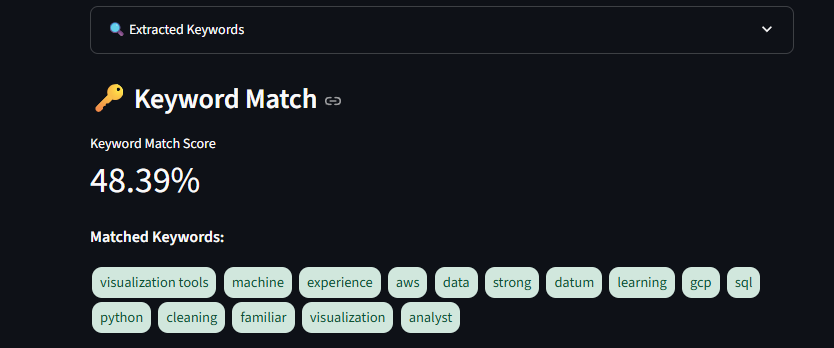 Extracted Keywords
Keyword Match
Keyword Match Score
48.39%
Matched Keywords:
visualization tools machine experience aws data strong datum learning gcp sql
python cleaning familiar visualization analyst